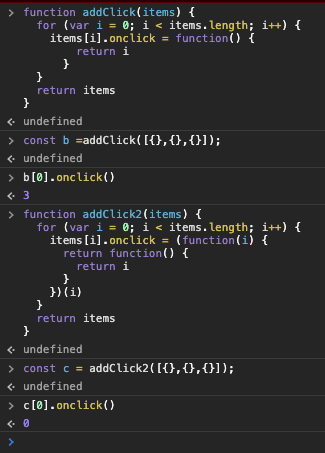 function addClick(items) {
for (var i = 0; i < items.length; i++) {
items[i].onclick = function() {
return i
}
}
return items
}
undefined
const b =addClick([{},{},{}]);
undefined
b[0].onclick()
3
function addClick2(items) {
for (var i = 0; i < items.length; i++) {
items[i].onclick = (function(i) {
return function() {
return i
}
})(i)
}
return items
}
undefined
const c = addClick2([{},{},{}]);
undefined
c[0].onclick()
0